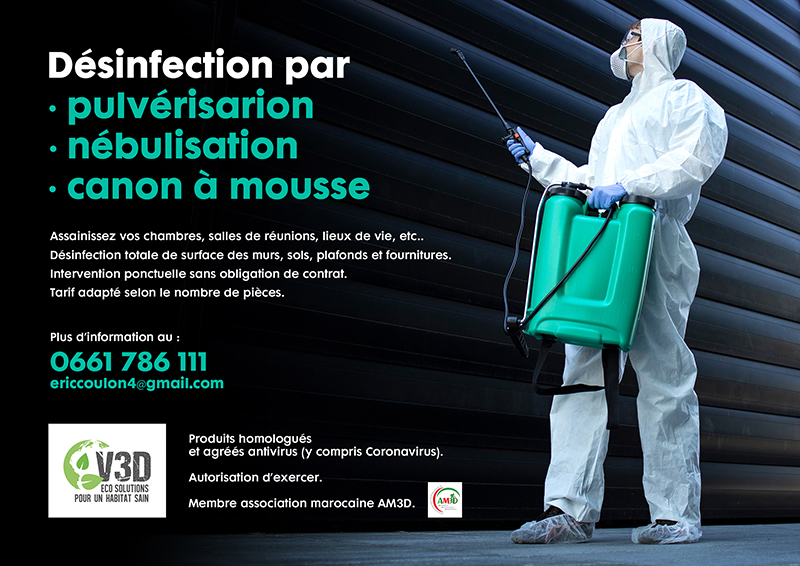 Désinfection par
· pulvérisarion
· nébulisation
· canon à mousse
Assainissez vos chambres, salles de réunions, lieux de vie, etc..
Désinfection totale de surface des murs, sols, plafonds et fournitures.
Intervention ponctuelle sans obligation de contrat.
Tarif adapté selon le nombre de pièces.
Plus d'information au :
0661 786 111
ericcoulon4@gmail.com
V3D
ECO SOLUTIONS
POUR UN HABITAT SAIN
Produits homologués
et agréés antivirus (y compris Coronavirus).
Autorisation d'exercer.
Membre association marocaine AM3D.
AM3D